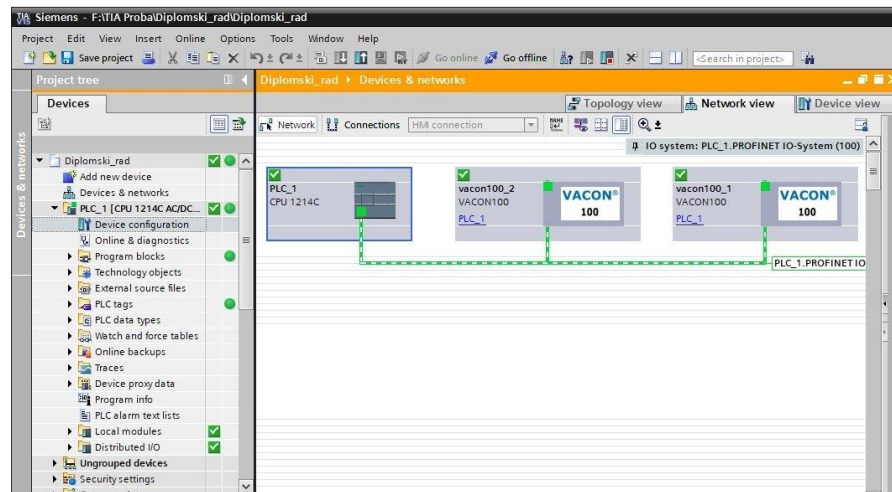 Siemens - F:\TIA Proba\Diplomski_rad\Diplomski_rad
Project Edit View Insert Online Options Tools Window Help
Save project Go online Go offline <Search in project>
Project tree
Diplomski_rad Devices & networks
Devices
Topology view Network view Device view
Network Connections HMI connection
IO system: PLC_1.PROFINET IO-System (100)
Devices & networks
Diplomski_rad
Add new device
Devices & networks
PLC_1 [CPU 1214C AC/DC...
Device configuration
Online & diagnostics
Program blocks
Technology objects
External source files
PLC tags
PLC data types
Watch and force tables
Online backups
Traces
Device proxy data
Program info
PLC alarm text lists
Local modules
Distributed I/O
Ungrouped devices
Security settings
PLC_1
CPU 1214C
vacon100_2
VACON100
PLC_1
VACON®
100
vacon100_1
VACON100
PLC_1
VACON®
100
PLC_1.PROFINET IO